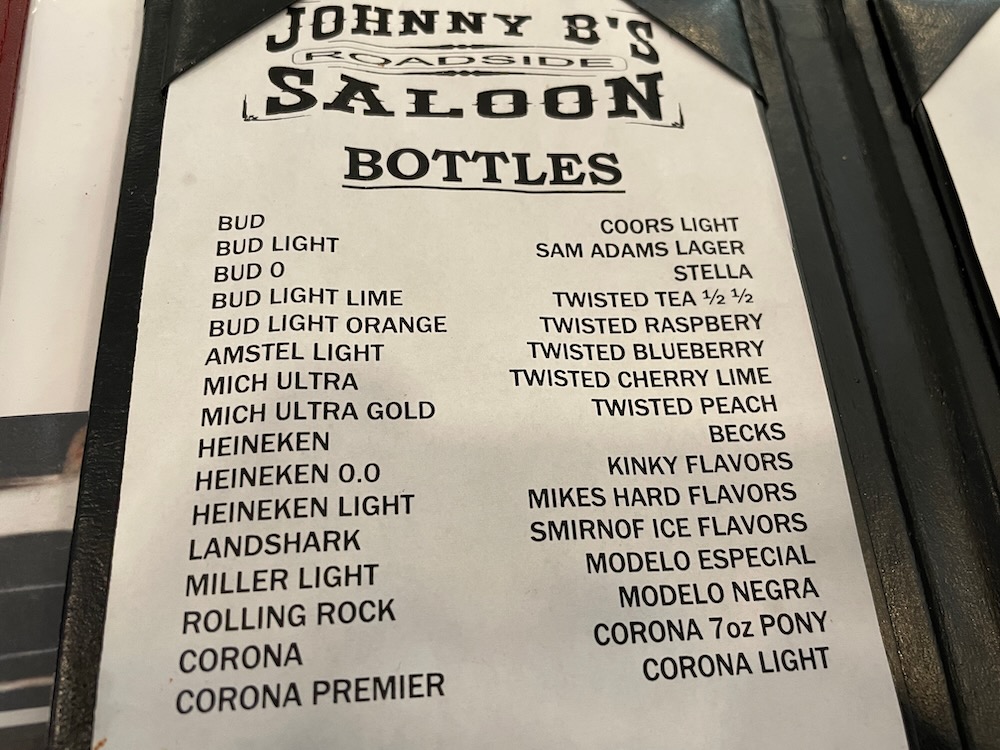 JOHNNY B'S
ROADSIDE
SALOON
BOTTLES
BUD
BUD LIGHT
BUD 0
BUD LIGHT LIME
BUD LIGHT ORANGE
AMSTEL LIGHT
MICH ULTRA
MICH ULTRA GOLD
HEINEKEN
HEINEKEN 0.0
HEINEKEN LIGHT
LANDSHARK
MILLER LIGHT
ROLLING ROCK
CORONA
CORONA PREMIER
COORS LIGHT
SAM ADAMS LAGER
STELLA
TWISTED TEA ½ ½
TWISTED RASPBERY
TWISTED BLUEBERRY
TWISTED CHERRY LIME
TWISTED PEACH
BECKS
KINKY FLAVORS
MIKES HARD FLAVORS
SMIRNOF ICE FLAVORS
MODELO ESPECIAL
MODELO NEGRA
CORONA 7oz PONY
CORONA LIGHT